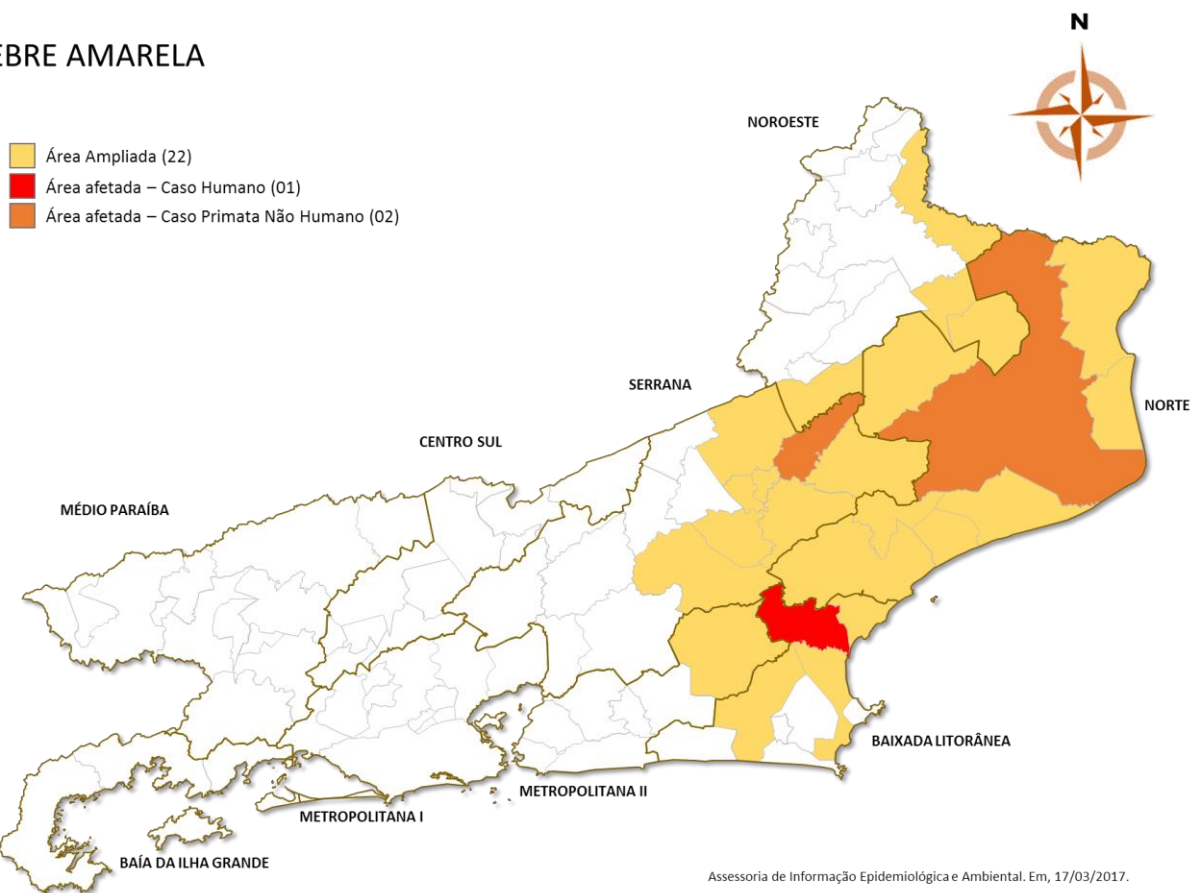 N
EBRE AMARELA
NOROESTE
Área Ampliada (22)
Área afetada – Caso Humano (01)
Área afetada – Caso Primata Não Humano (02)
SERRANA
NORTE
CENTRO SUL
MÉDIO PARAÍBA
BAIXADA LITORÂNEA
METROPOLITANA II
METROPOLITANA I
BAÍA DA ILHA GRANDE
Assessoria de Informação Epidemiológica e Ambiental. Em, 17/03/2017.